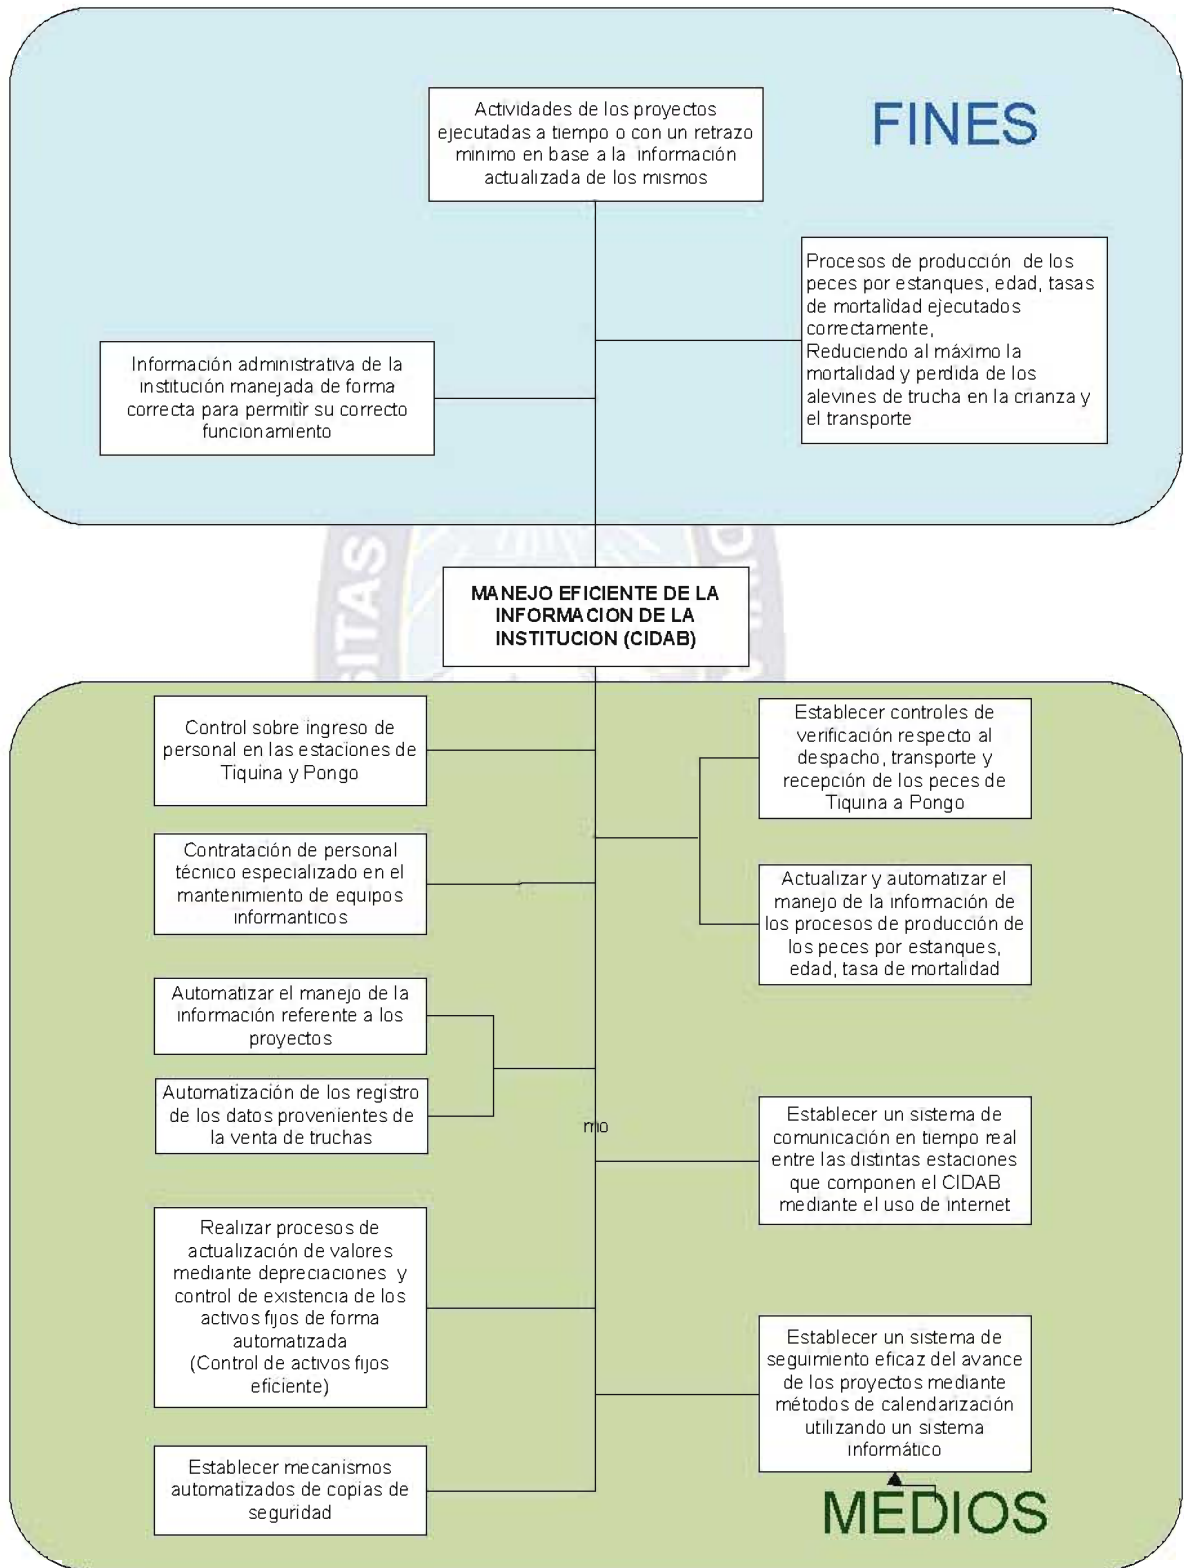 FINES
Actividades de los proyectos
ejecutadas a tiempo o con un retrazo
minimo en base a la información
actualizada de los mismos
Procesos de producción de los
peces por estanques, edad, tasas
de mortalidad ejecutados
correctamente,
Reduciendo al máximo la
mortalidad y perdida de los
alevines de trucha en la crianza y
el transporte
Información administrativa de la
institución manejada de forma
correcta para permitir su correcto
funcionamiento
SITAS
MANEJO EFICIENTE DE LA
INFORMACION DE LA
INSTITUCION (CIDAB)
Control sobre ingreso de
personal en las estaciones de
Tiquina y Pongo
Establecer controles de
verificación respecto al
despacho, transporte y
recepción de los peces de
Tiquina a Pongo
Contratación de personal
técnico especializado en el
mantenimiento de equipos
informanticos
Actualizar y automatizar el
manejo de la información de
los procesos de producción de
los peces por estanques,
edad, tasa de mortalidad
Automatizar el manejo de la
información referente a los
proyectos
Automatización de los registro
de los datos provenientes de
la venta de truchas
mo
Establecer un sistema de
comunicación en tiempo real
entre las distintas estaciones
que componen el CIDAB
mediante el uso de internet
Realizar procesos de
actualización de valores
mediante depreciaciones y
control de existencia de los
activos fijos de forma
automatizada
(Control de activos fijos
eficiente)
Establecer un sistema de
seguimiento eficaz del avance
de los proyectos mediante
métodos de calendarización
utilizando un sistema
informático
Establecer mecanismos
automatizados de copias de
seguridad
MEDIOS